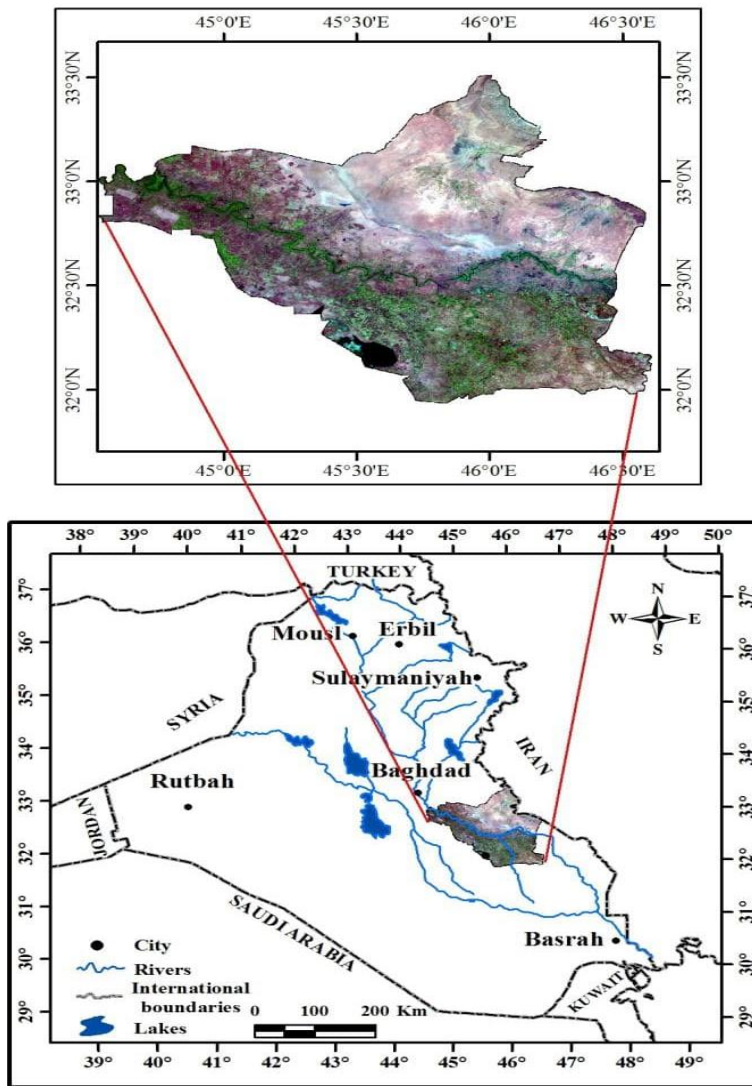 45°0'E 45°30'E 46°0'E 46°30'E
33°30'N 33°30'N
33°0'N 33°0'N
32°30'N 32°30'N
32°0'N 32°0'N
45°0'E 45°30'E 46°0'E 46°30'E
38° 39° 40° 41° 42° 43° 44° 45° 46° 47° 48° 49° 50°
TURKEY
37° 37°
N
W E
S
Mousl Erbil
36° 36°
Sulaymaniyah
35° 35°
SYRIA
IRAN
34° 34°
Baghdad
Rutbah
33° 33°
JORDAN
32° 32°
31° 31°
SAUDI ARABIA
Basrah
City
30° 30°
Rivers
KUWAIT
International
boundaries
0 100 200 Km
29° 29°
Lakes
39° 40° 41° 42° 43° 44° 45° 46° 47° 48°